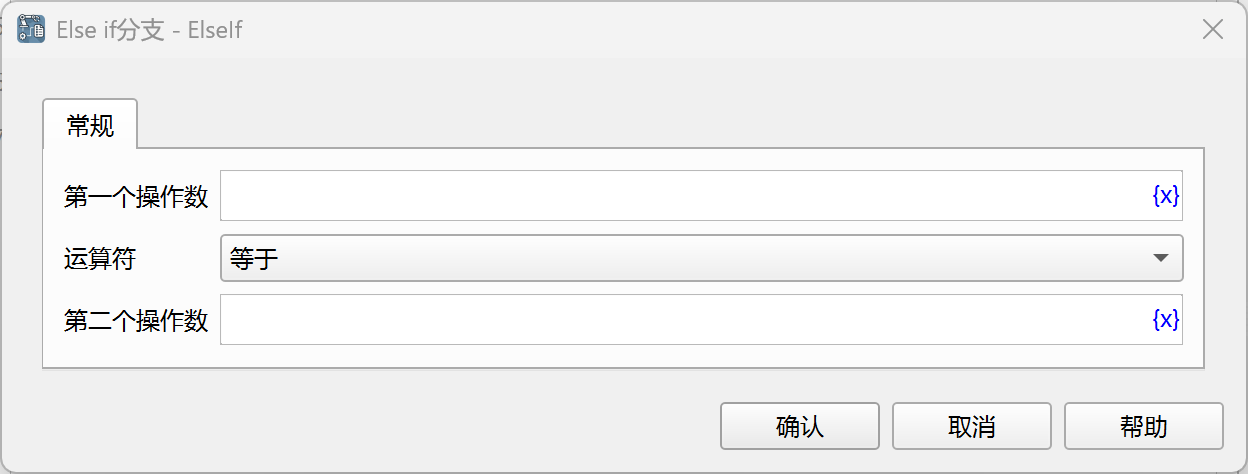 Else if分支 - ElseIf
常规
第一个操作数 {x}
运算符 等于
第二个操作数 {x}
确认 取消 帮助